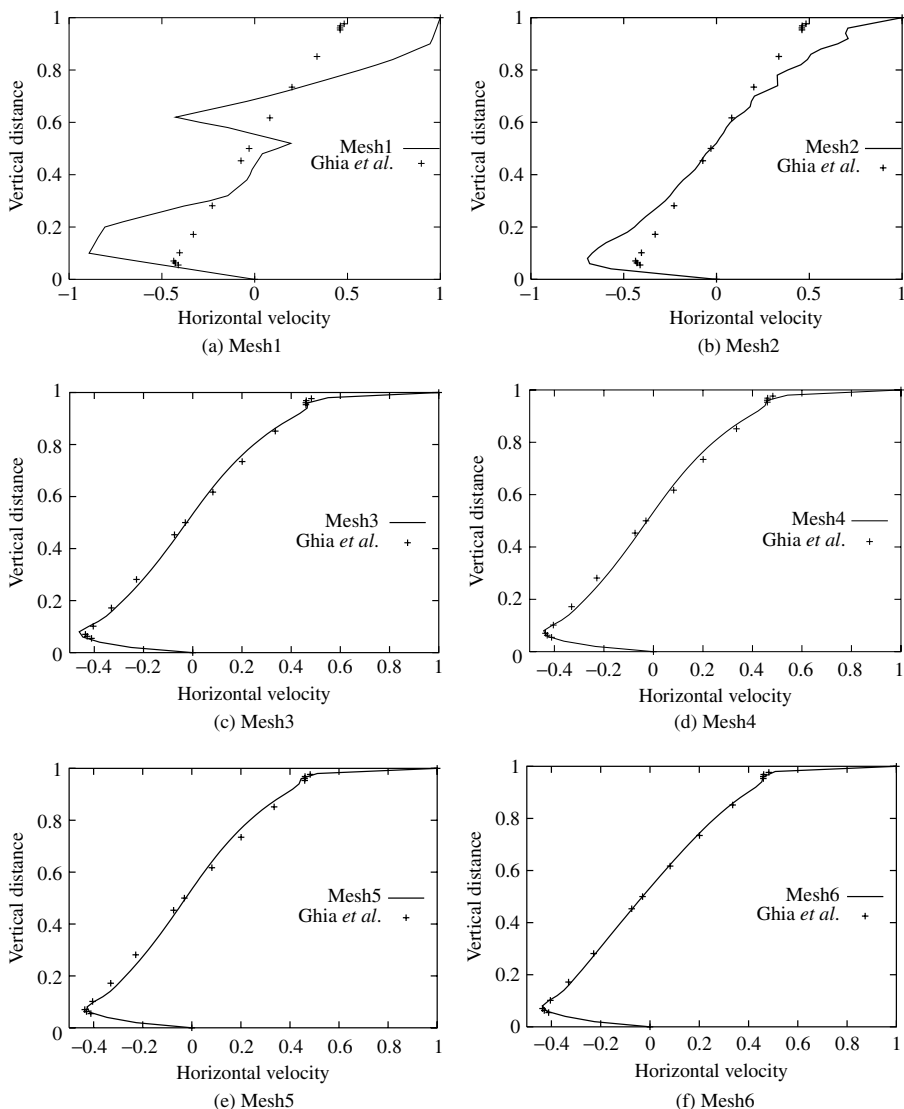 1
0.8
0.6
0.4
0.2
0
Vertical distance
Mesh1
Ghia et al.
−1 −0.5 0 0.5 1
Horizontal velocity
(a) Mesh1
1
0.8
0.6
0.4
0.2
0
Vertical distance
Mesh2
Ghia et al.
−1 −0.5 0 0.5 1
Horizontal velocity
(b) Mesh2
1
0.8
0.6
0.4
0.2
0
Vertical distance
Mesh3
Ghia et al.
−0.4 −0.2 0 0.2 0.4 0.6 0.8 1
Horizontal velocity
(c) Mesh3
1
0.8
0.6
0.4
0.2
0
Vertical distance
Mesh4
Ghia et al.
−0.4 −0.2 0 0.2 0.4 0.6 0.8 1
Horizontal velocity
(d) Mesh4
1
0.8
0.6
0.4
0.2
0
Vertical distance
Mesh5
Ghia et al.
−0.4 −0.2 0 0.2 0.4 0.6 0.8 1
Horizontal velocity
(e) Mesh5
1
0.8
0.6
0.4
0.2
0
Vertical distance
Mesh6
Ghia et al.
−0.4 −0.2 0 0.2 0.4 0.6 0.8 1
Horizontal velocity
(f) Mesh6